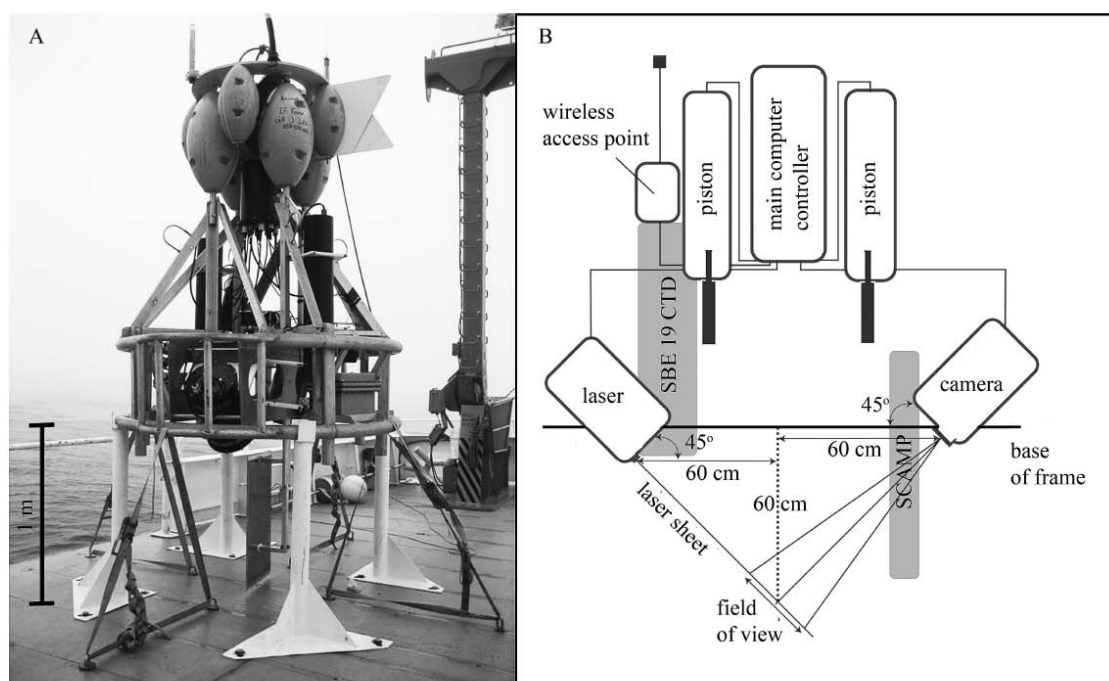 A
1 m
B
wireless
access point
piston
main computer
controller
piston
SBE 19 CTD
laser
camera
45°
45°
60 cm
60 cm
60 cm
base
of frame
SCAMP
laser sheet
field
of view